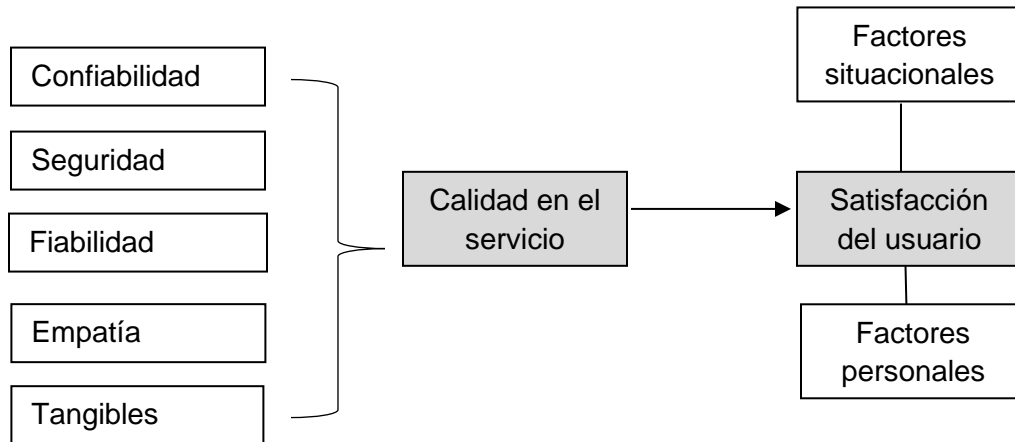 Confiabilidad
Seguridad
Fiabilidad
Empatía
Tangibles
Calidad en el
servicio
Factores
situacionales
Satisfacción
del usuario
Factores
personales